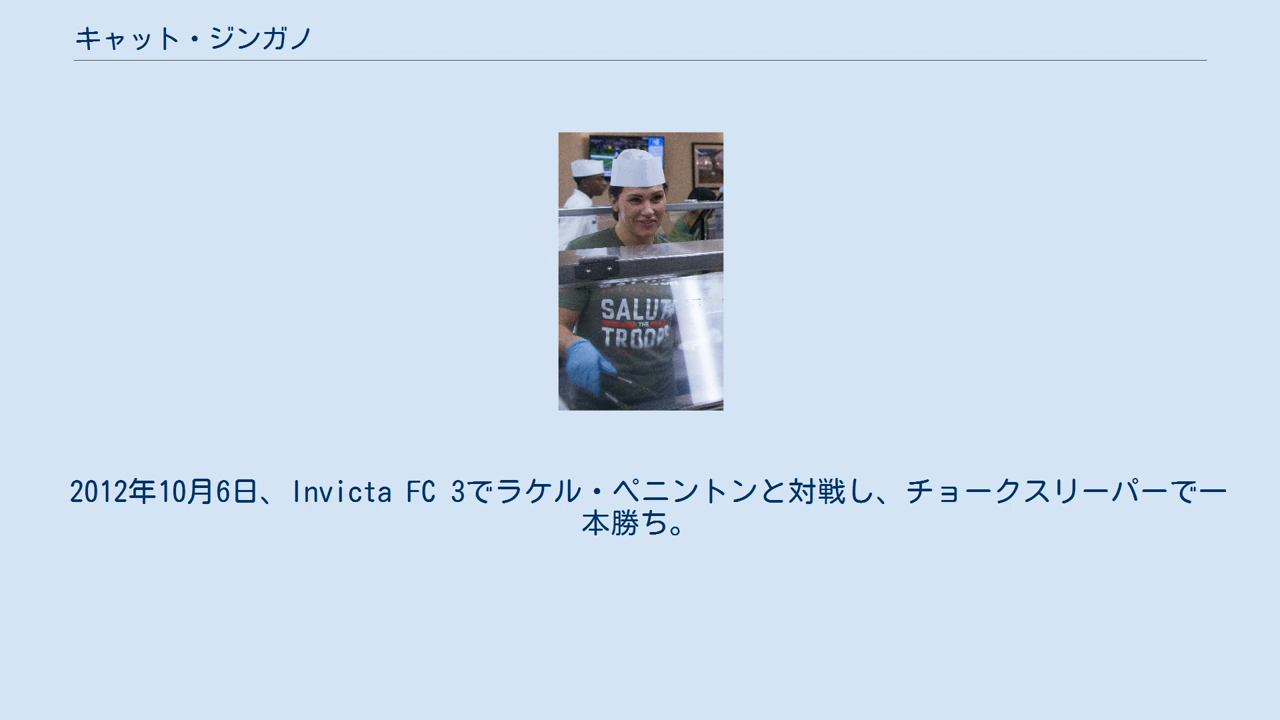 キャット・ジンガノ
SALUT
THE
TROOPS
2012年10月6日、Invicta FC 3でラケル・ペニントンと対戦し、チョークスリーパーで一
本勝ち。